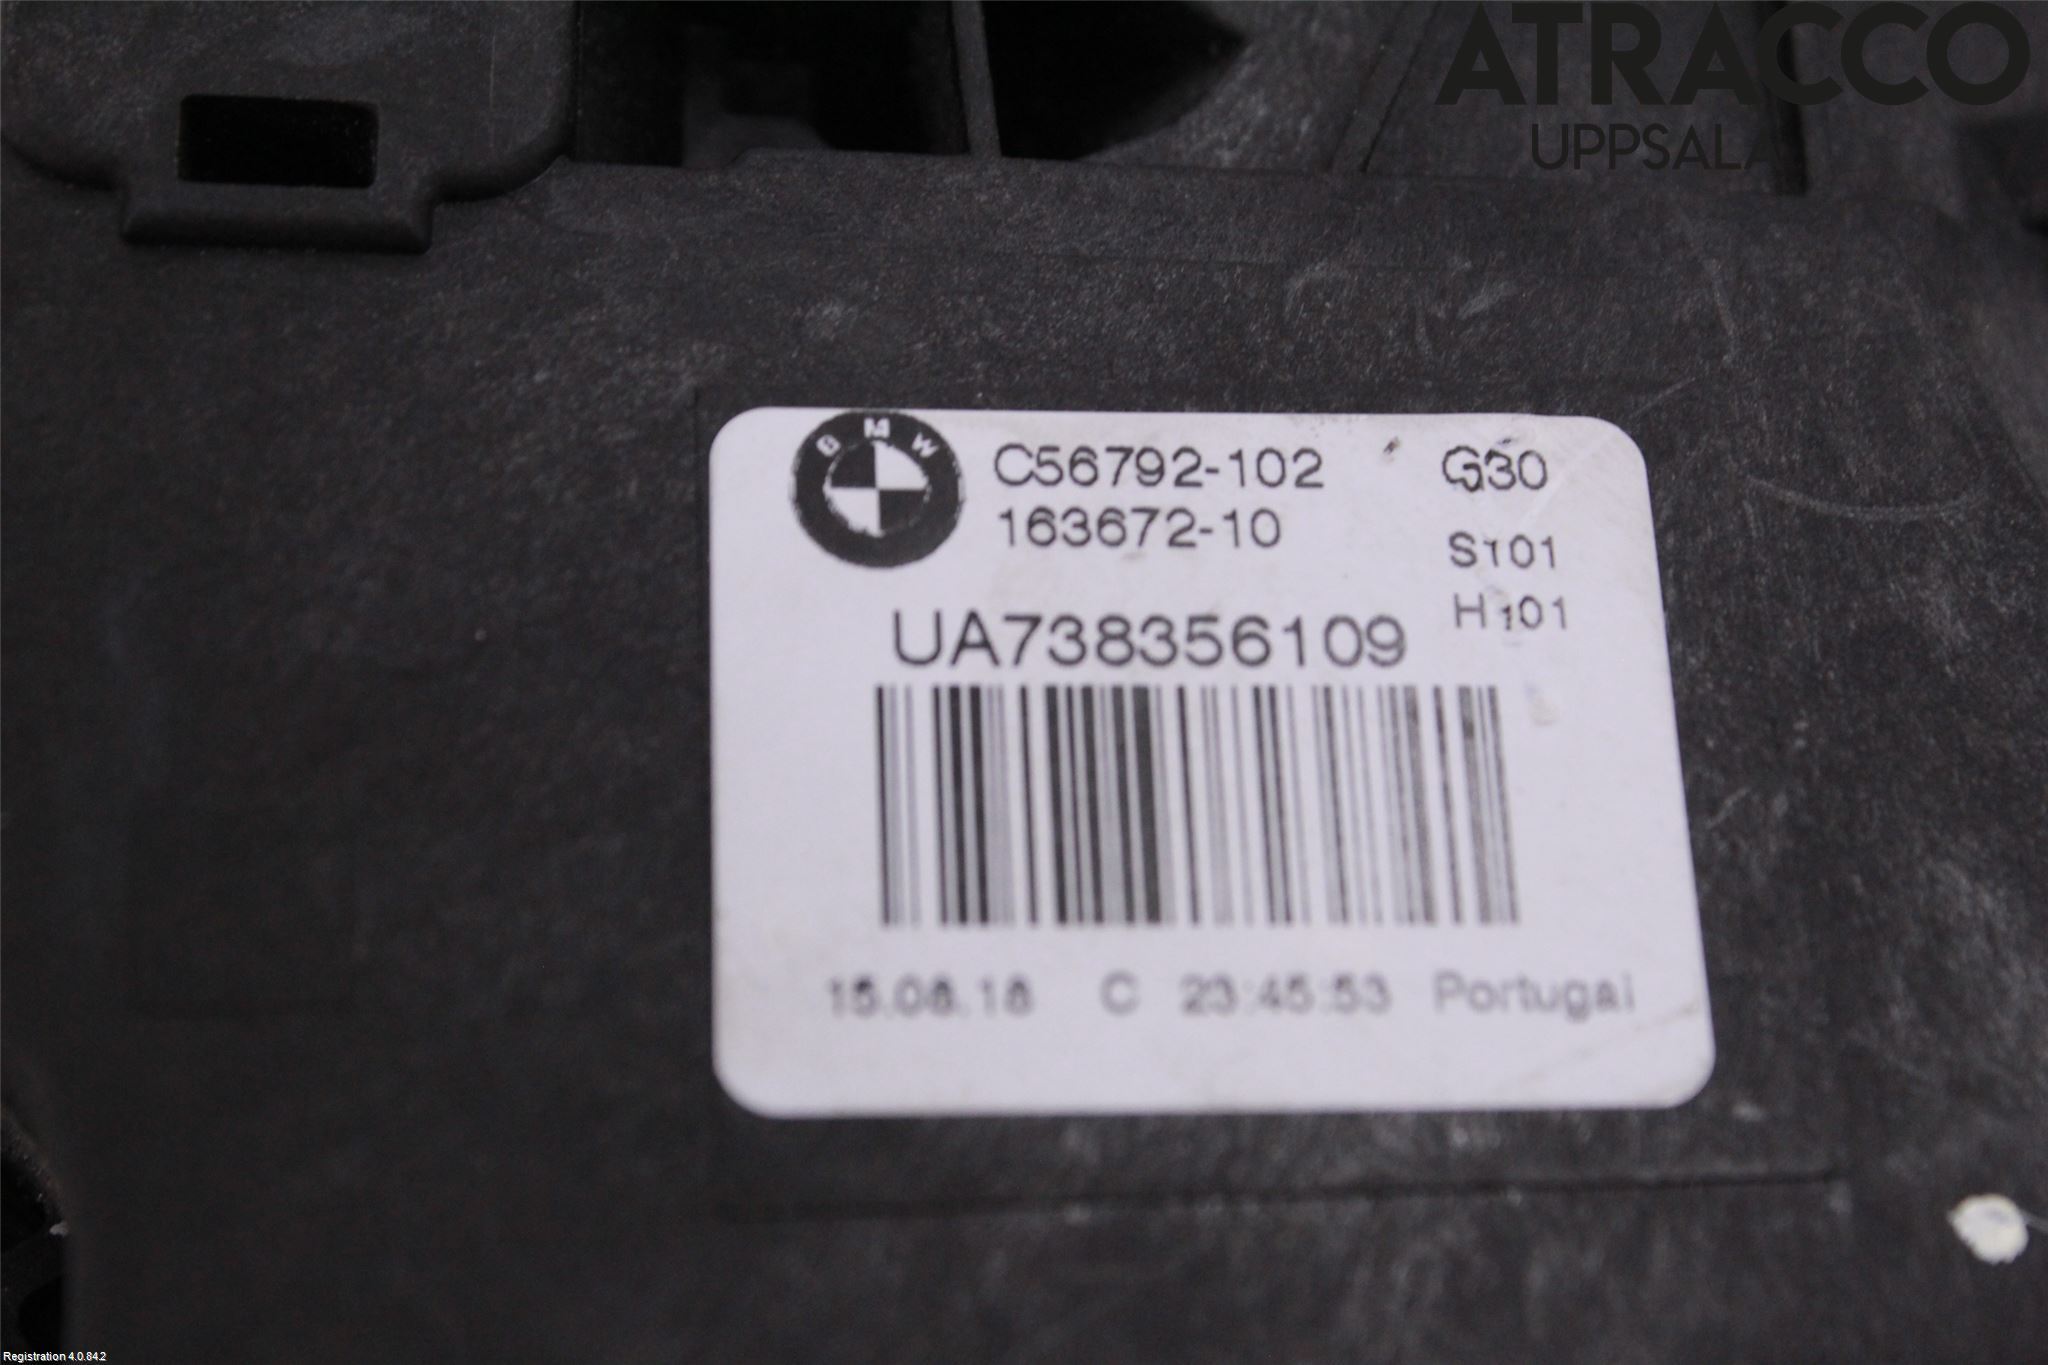 ATRACCO
UPPSALA
BMW
C56792-102 G30
163672-10
S101
H101
UA738356109
15.08.18 C 23:45:53 Portugal
Registration 4.0.84.2